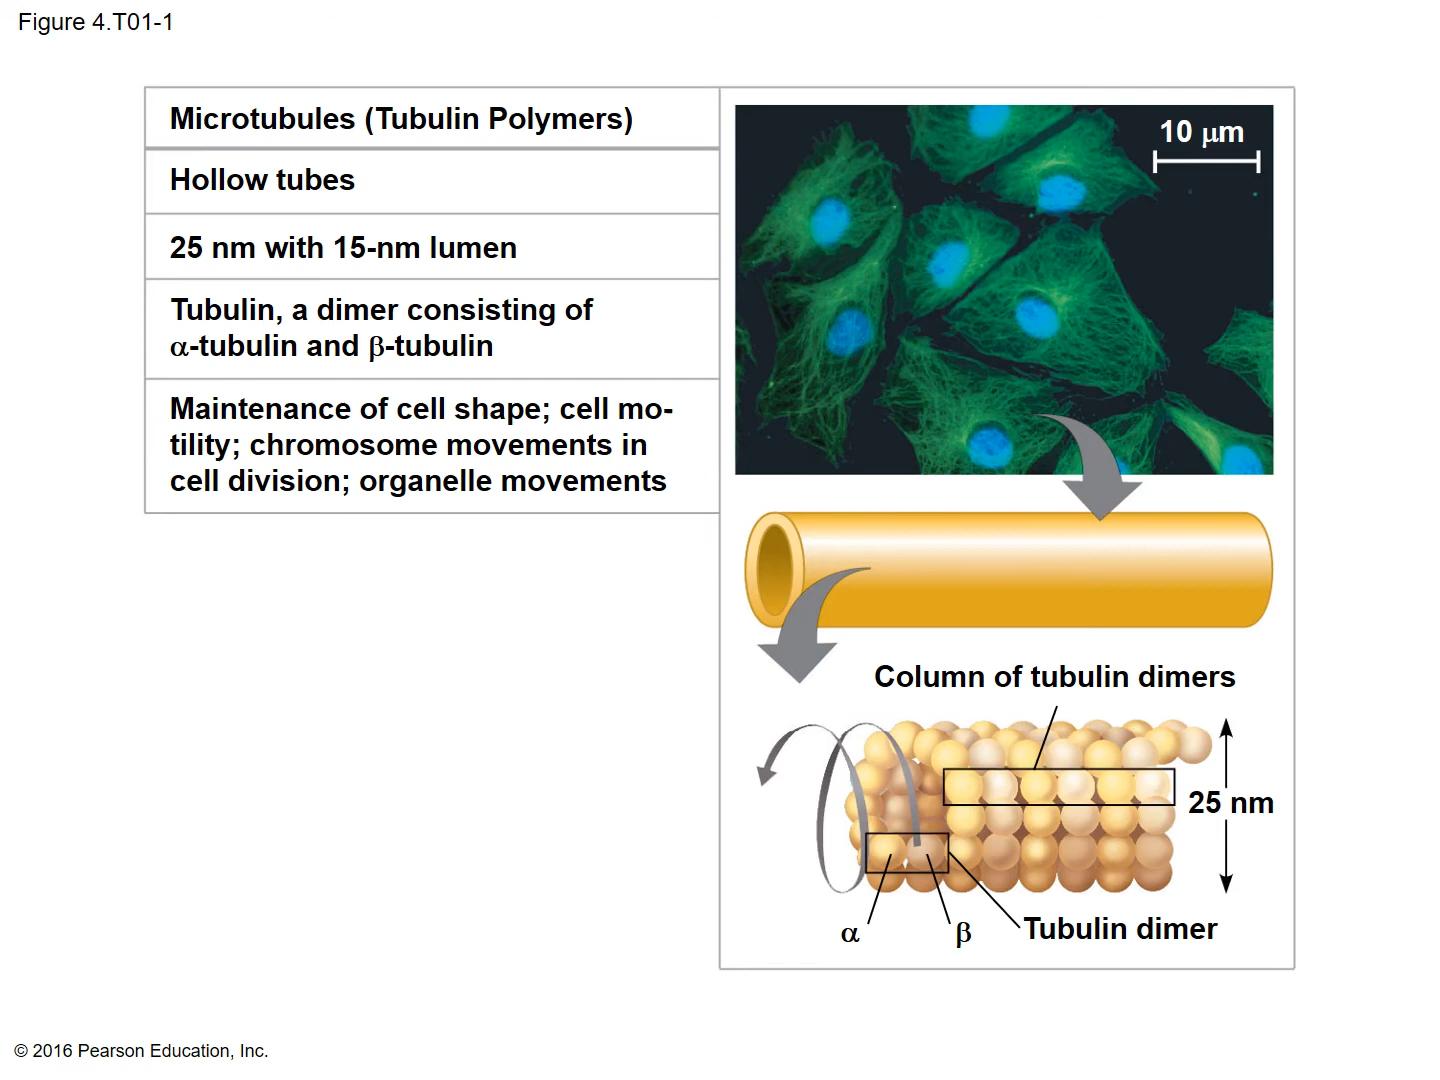 Figure 4.T01-1
Microtubules (Tubulin Polymers)
Hollow tubes
25 nm with 15-nm lumen
Tubulin, a dimer consisting of
α-tubulin and β-tubulin
Maintenance of cell shape; cell mo-
tility; chromosome movements in
cell division; organelle movements
10 μm
Column of tubulin dimers
25 nm
α
β
Tubulin dimer
© 2016 Pearson Education, Inc.